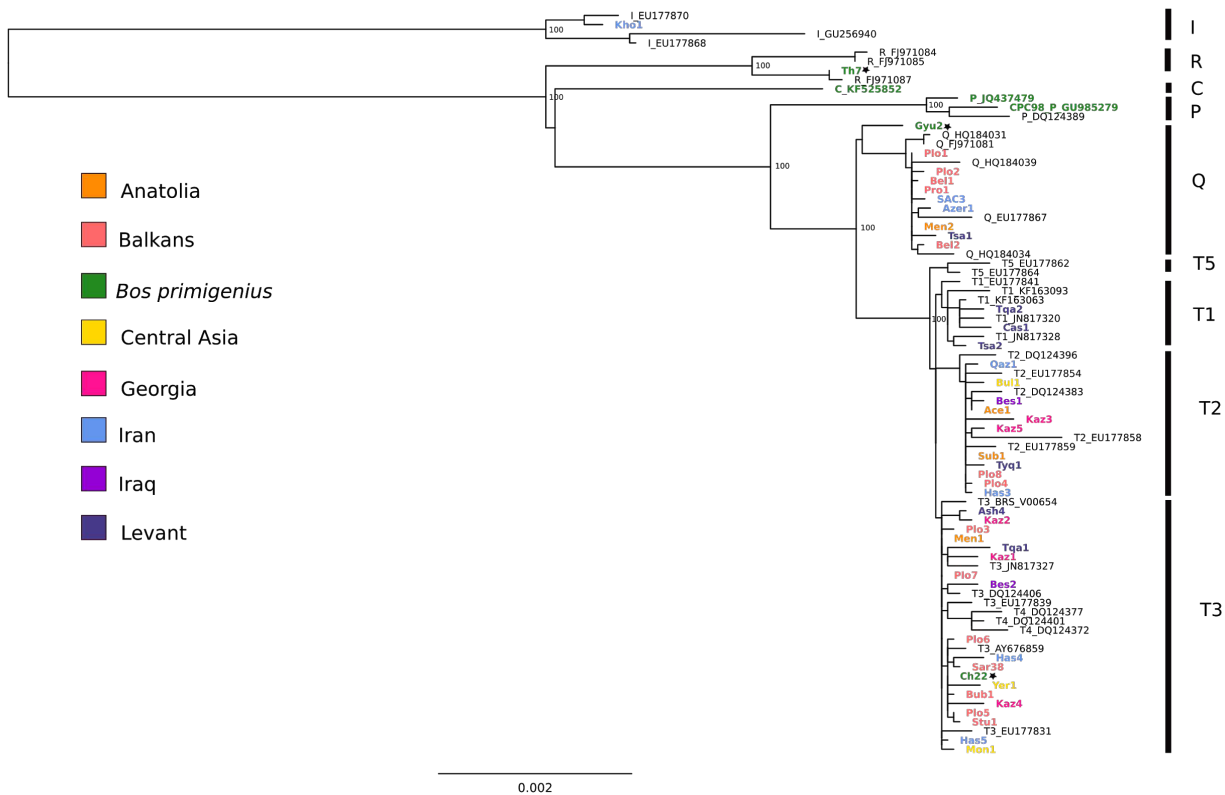 I_EU177870
Kho1
I_GU256940
I_EU177868
100
I
R_FJ971084
R_FJ971085
Th7
R_FJ971087
100
R
100
C_KF525852
C
P_JQ437479
CPC98_P_GU985279
P_DQ124389
100
P
100
Gyu2
Q_HQ184031
Q_FJ971081
Plo1
Q_HQ184039
Plo2
Bel1
Pro1
SAC3
Azer1
Q_EU177867
Men2
Tsa1
Bel2
Q_HQ184034
100
Q
T5_EU177862
T5_EU177864
T5
T1_EU177841
T1_KF163093
T1_KF163063
Tqa2
T1_JN817320
Cas1
T1_JN817328
Tsa2
100
T1
T2_DQ124396
Qaz1
T2_EU177854
Bul1
T2_DQ124383
Bes1
Ace1
Kaz3
Kaz5
T2_EU177858
T2_EU177859
Sub1
Tyq1
Plo8
Plo4
Has3
T2
T3_BRS_V00654
Ash4
Kaz2
Plo3
Men1
Tqa1
Kaz1
T3_JN817327
Plo7
Bes2
T3_DQ124406
T3_EU177839
T4_DQ124377
T4_DQ124401
T4_DQ124372
Plo6
T3_AY676859
Has4
Sar38
Ch22
Yer1
Bub1
Kaz4
Plo5
Stu1
T3_EU177831
Has5
Mon1
T3
Anatolia
Balkans
Bos primigenius
Central Asia
Georgia
Iran
Iraq
Levant
0.002